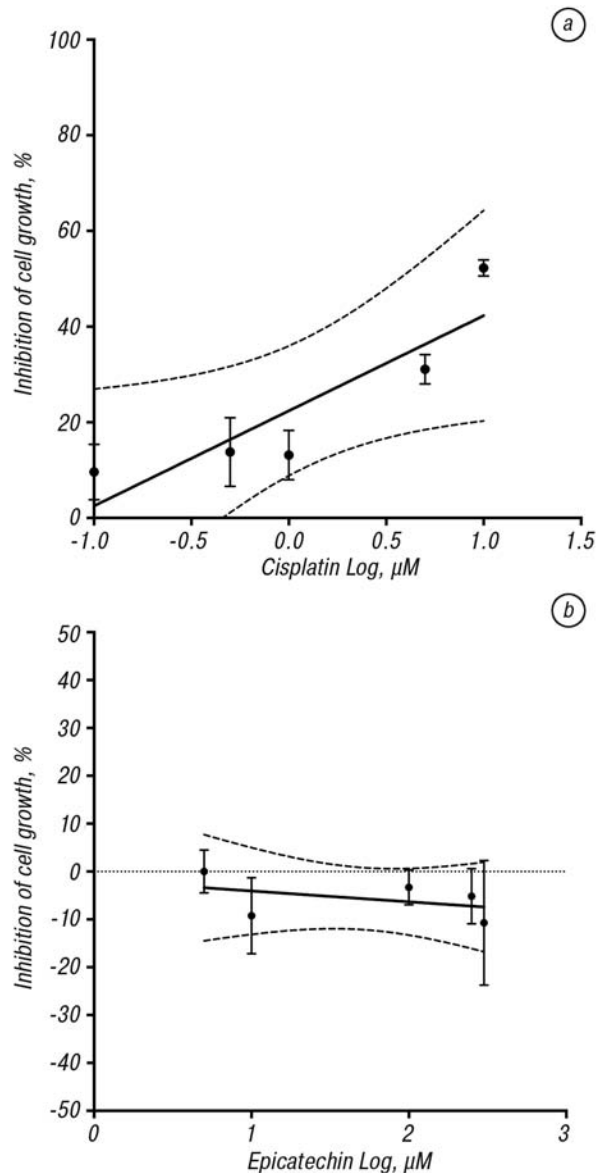 a
Inhibition of cell growth, %
100
80
60
40
20
0
-1.0 -0.5 0.0 0.5 1.0 1.5
Cisplatin Log, µM
b
Inhibition of cell growth, %
50
40
30
20
10
0
-10
-20
-30
-40
-50
0 1 2 3
Epicatechin Log, µM